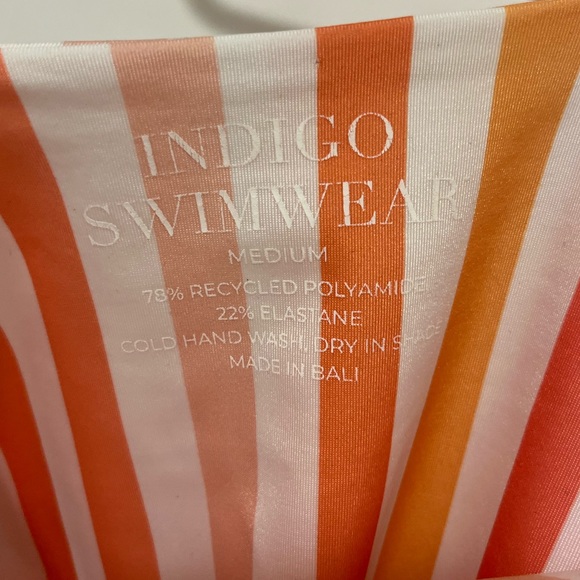 INDIGO
SWIMWEAR
MEDIUM
78% RECYCLED POLYAMIDE,
22% ELASTANE
COLD HAND WASH, DRY IN SHADE
MADE IN BALI